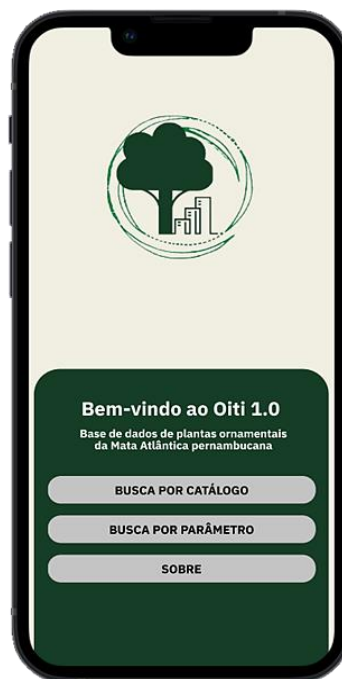 Bem-vindo ao Oiti 1.0
Base de dados de plantas ornamentais
da Mata Atlântica pernambucana
BUSCA POR CATÁLOGO
BUSCA POR PARÂMETRO
SOBRE